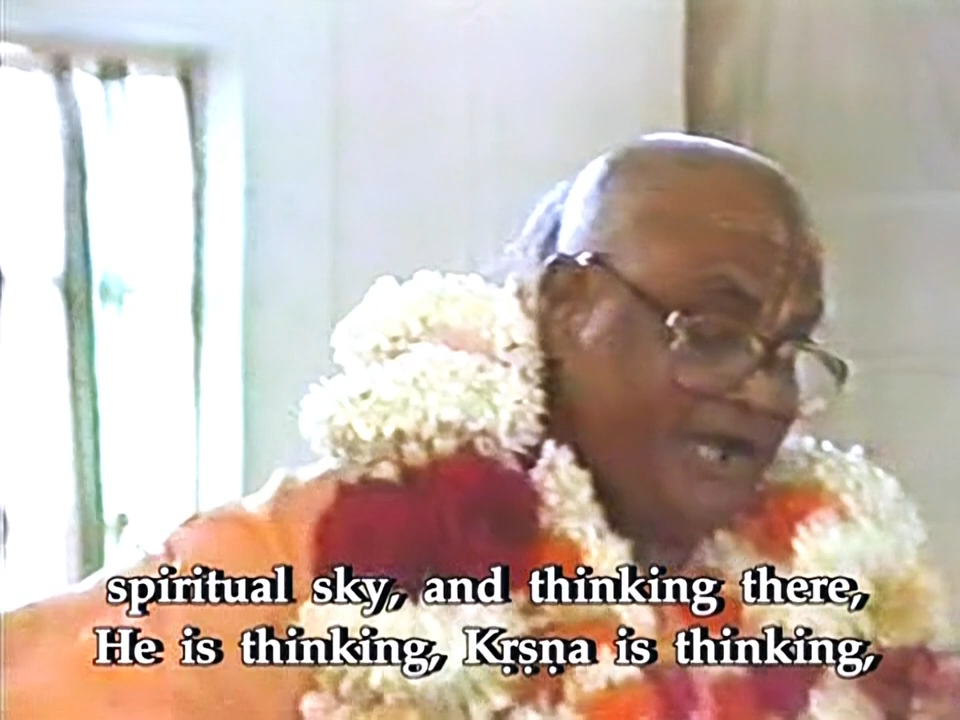 spiritual sky, and thinking there,
He is thinking, Kṛṣṇa is thinking,